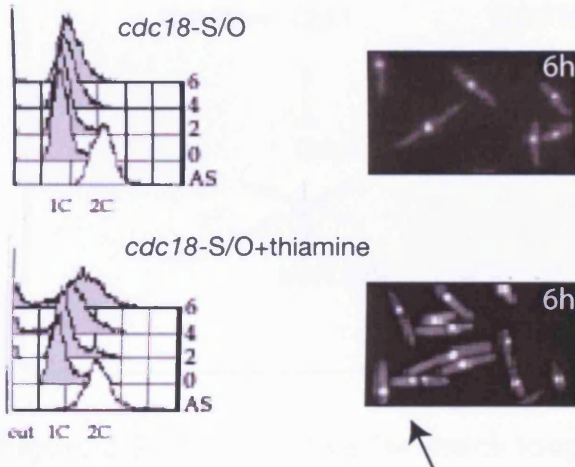 cdc18-S/O
6h
6
4
2
0
AS
1C 2C
cdc18-S/O+thiamine
6h
6
4
2
0
AS
cut 1C 2C